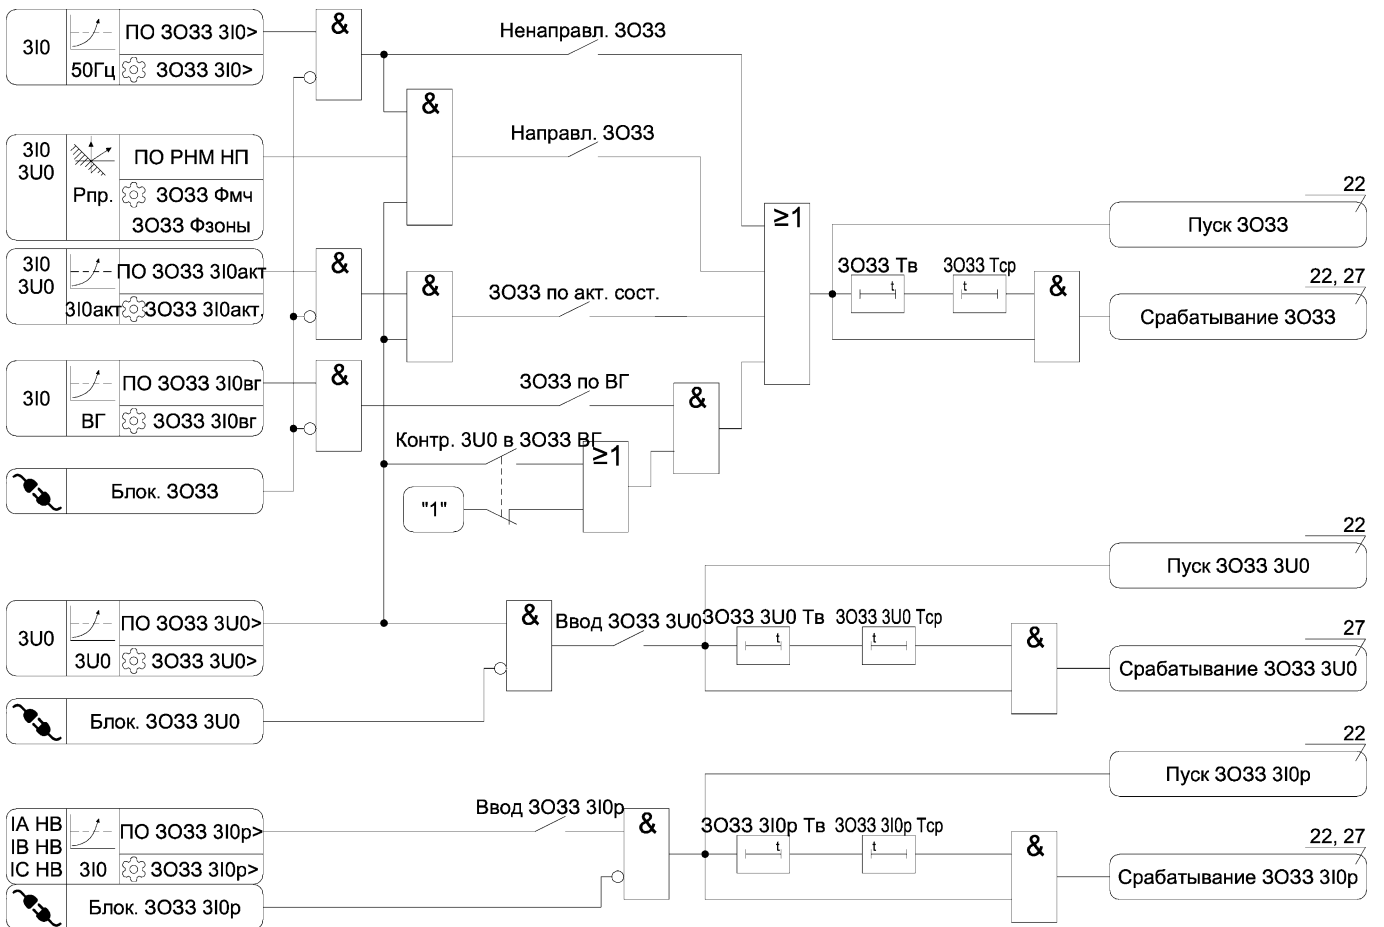 3I0
50Гц
ПО ЗОЗЗ 3I0>
ЗОЗЗ 3I0>
&
Ненаправл. ЗОЗЗ
3I0
3U0
Рпр.
ПО РНМ НП
ЗОЗЗ Фмч
ЗОЗЗ Фзоны
&
Направл. ЗОЗЗ
3I0
3U0
3I0акт
ПО ЗОЗЗ 3I0акт
ЗОЗЗ 3I0акт.
&
&
ЗОЗЗ по акт. сост.
≥1
ЗОЗЗ Тв
t
ЗОЗЗ Тср
t
&
22
Пуск ЗОЗЗ
22, 27
Срабатывание ЗОЗЗ
3I0
ВГ
ПО ЗОЗЗ 3I0вг
ЗОЗЗ 3I0вг
&
ЗОЗЗ по ВГ
&
Контр. 3U0 в ЗОЗЗ ВГ
≥1
"1"
Блок. ЗОЗЗ
3U0
3U0
ПО ЗОЗЗ 3U0>
ЗОЗЗ 3U0>
&
Ввод ЗОЗЗ 3U0
ЗОЗЗ 3U0 Тв
t
ЗОЗЗ 3U0 Тср
t
&
22
Пуск ЗОЗЗ 3U0
27
Срабатывание ЗОЗЗ 3U0
Блок. ЗОЗЗ 3U0
IA НВ
IB НВ
IC НВ
3I0
ПО ЗОЗЗ 3I0р>
ЗОЗЗ 3I0р>
Ввод ЗОЗЗ 3I0р
&
ЗОЗЗ 3I0р Тв
t
ЗОЗЗ 3I0р Тср
t
&
22
Пуск ЗОЗЗ 3I0р
22, 27
Срабатывание ЗОЗЗ 3I0р
Блок. ЗОЗЗ 3I0р